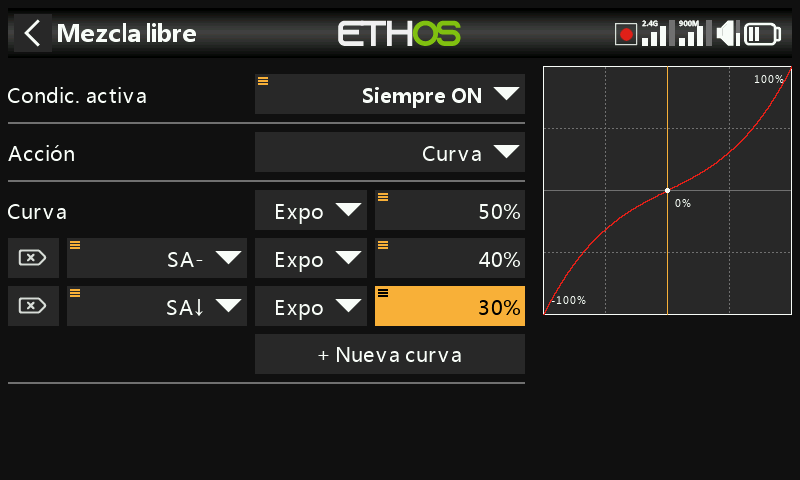 Mezcla libre
ETHOS
2.4G
900M
Condic. activa
Siempre ON
100%
Acción
Curva
Curva
Expo
50%
0%
SA-
Expo
40%
SA↓
Expo
30%
-100%
+ Nueva curva